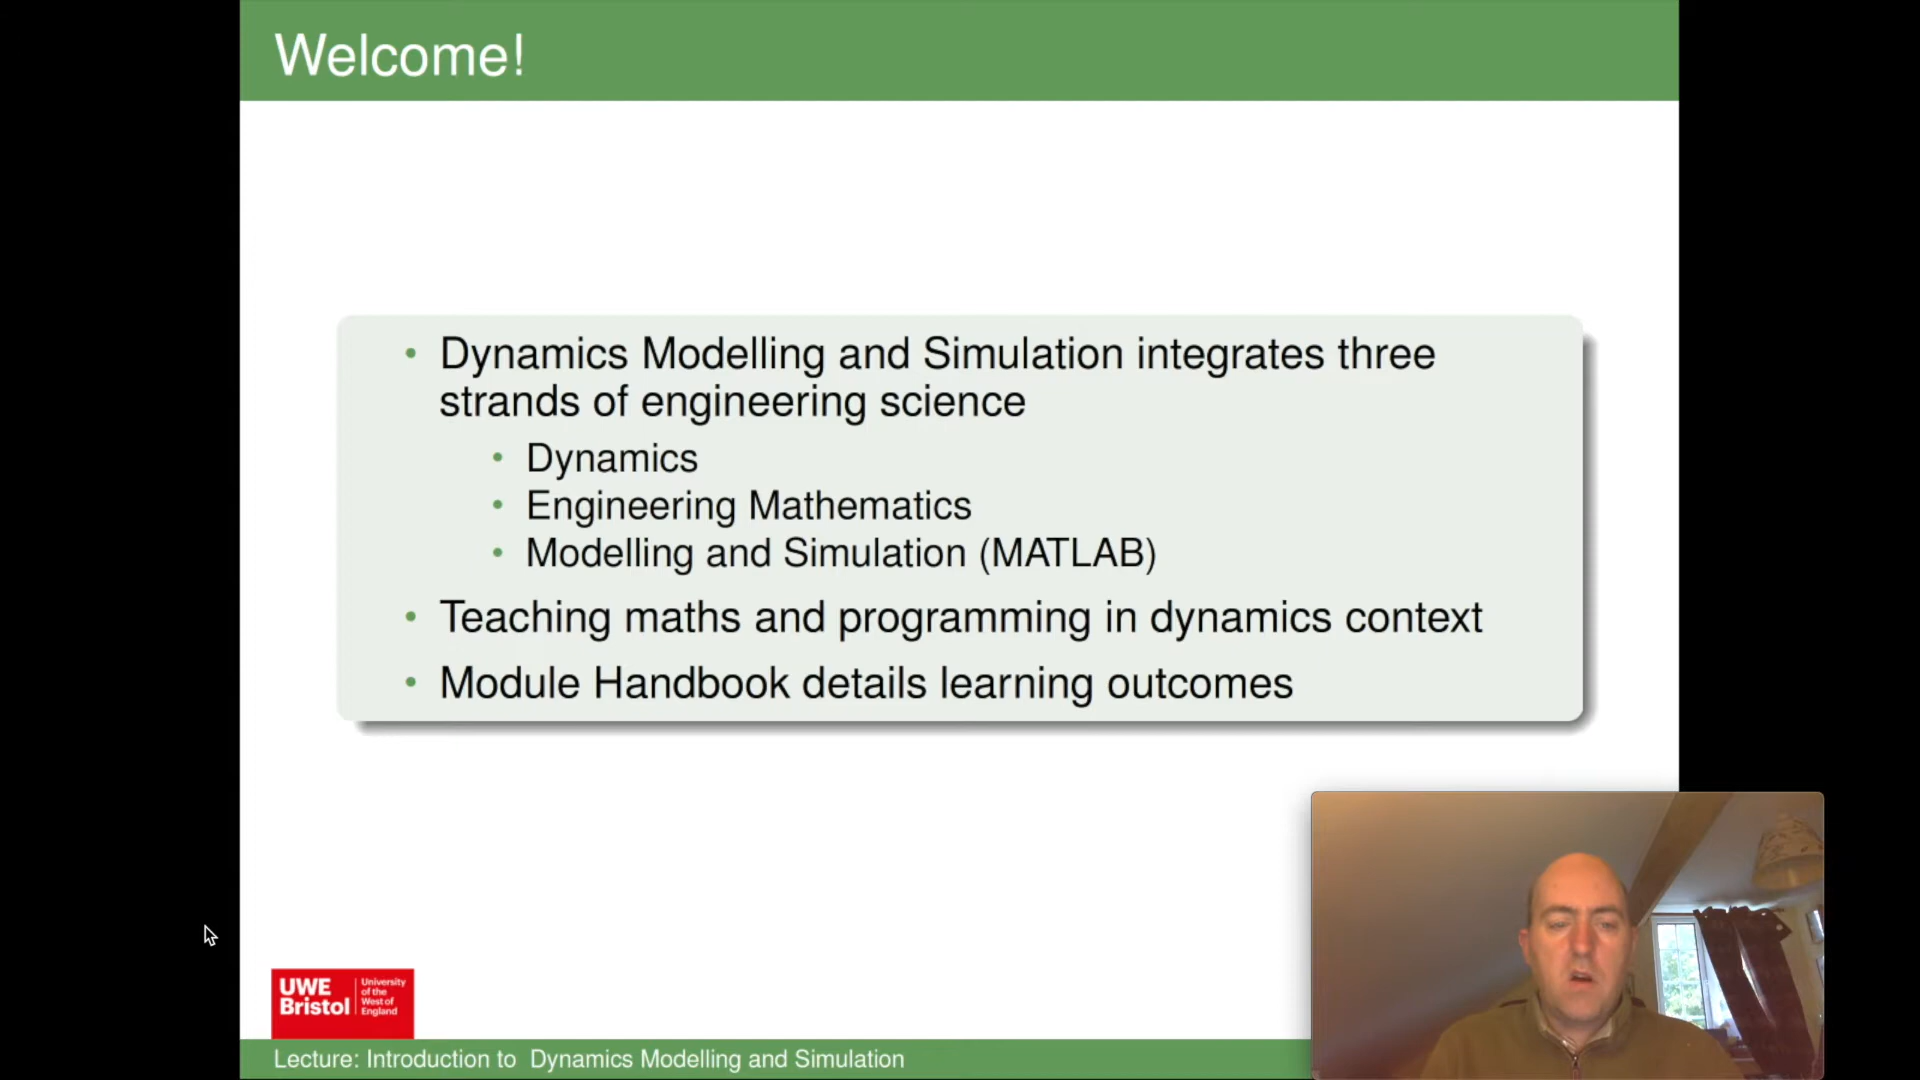 Welcome!
• Dynamics Modelling and Simulation integrates three
strands of engineering science
• Dynamics
• Engineering Mathematics
• Modelling and Simulation (MATLAB)
• Teaching maths and programming in dynamics context
• Module Handbook details learning outcomes
UWE
Bristol
University
of the
West of
England
Lecture: Introduction to Dynamics Modelling and Simulation